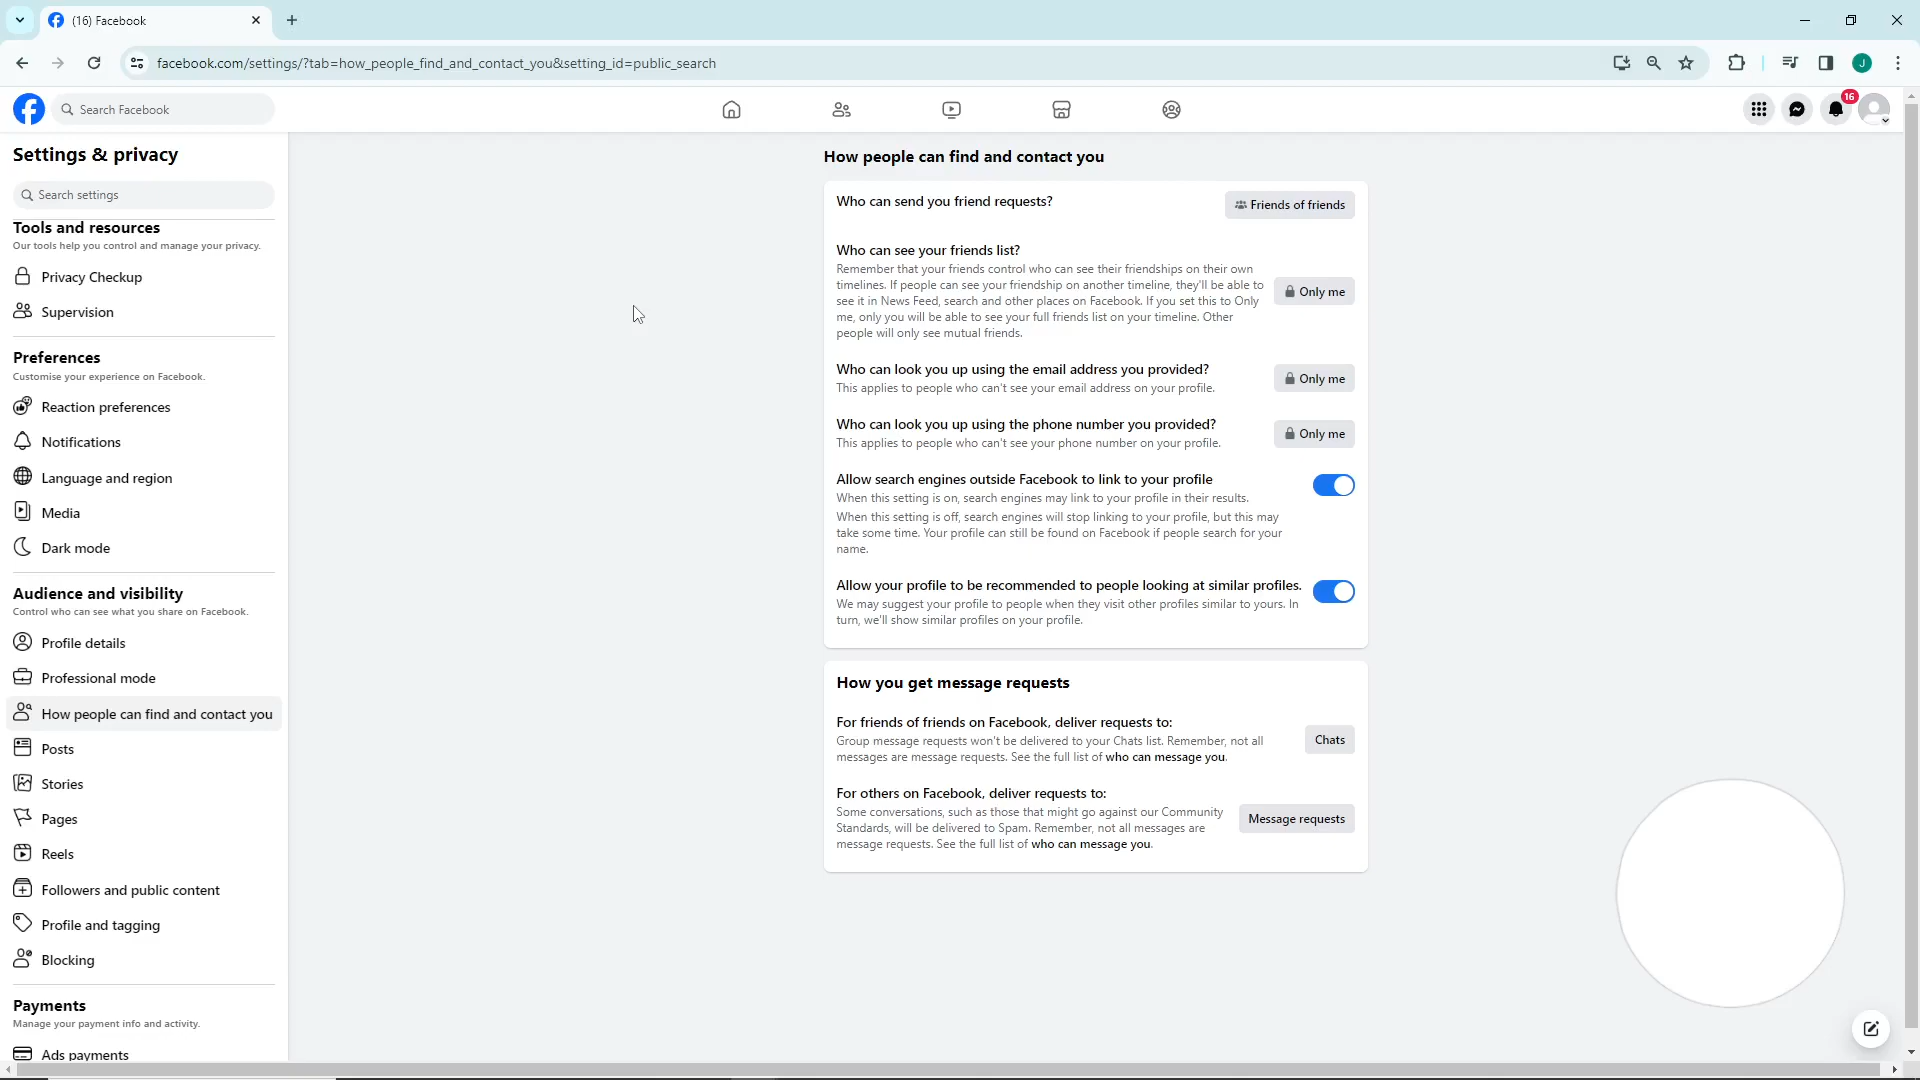 (16) Facebook
facebook.com/settings/?tab=how_people_find_and_contact_you&setting_id=public_search
J
Search Facebook
16
Settings & privacy
Search settings
Tools and resources
Our tools help you control and manage your privacy.
Privacy Checkup
Supervision
Preferences
Customise your experience on Facebook.
Reaction preferences
Notifications
Language and region
Media
Dark mode
Audience and visibility
Control who can see what you share on Facebook.
Profile details
Professional mode
How people can find and contact you
Posts
Stories
Pages
Reels
Followers and public content
Profile and tagging
Blocking
Payments
Manage your payment info and activity.
Ads payments
How people can find and contact you
Who can send you friend requests?
Friends of friends
Who can see your friends list?
Remember that your friends control who can see their friendships on their own
timelines. If people can see your friendship on another timeline, they'll be able to
see it in News Feed, search and other places on Facebook. If you set this to Only
me, only you will be able to see your full friends list on your timeline. Other
people will only see mutual friends.
Only me
Who can look you up using the email address you provided?
This applies to people who can't see your email address on your profile.
Only me
Who can look you up using the phone number you provided?
This applies to people who can't see your phone number on your profile.
Only me
Allow search engines outside Facebook to link to your profile
When this setting is on, search engines may link to your profile in their results.
When this setting is off, search engines will stop linking to your profile, but this may
take some time. Your profile can still be found on Facebook if people search for your
name.
Allow your profile to be recommended to people looking at similar profiles.
We may suggest your profile to people when they visit other profiles similar to yours. In
turn, we'll show similar profiles on your profile.
How you get message requests
For friends of friends on Facebook, deliver requests to:
Group message requests won't be delivered to your Chats list. Remember, not all
messages are message requests. See the full list of who can message you.
Chats
For others on Facebook, deliver requests to:
Some conversations, such as those that might go against our Community
Standards, will be delivered to Spam. Remember, not all messages are
message requests. See the full list of who can message you.
Message requests